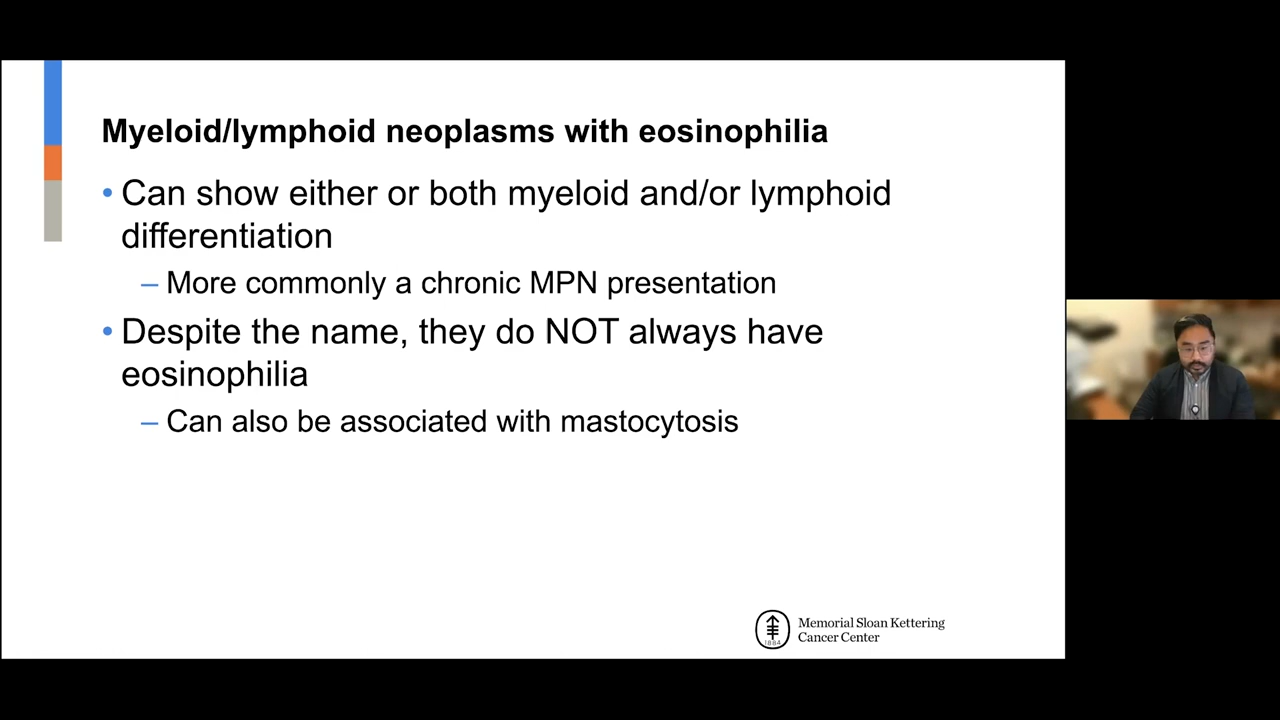 Myeloid/lymphoid neoplasms with eosinophilia
• Can show either or both myeloid and/or lymphoid
differentiation
– More commonly a chronic MPN presentation
• Despite the name, they do NOT always have
eosinophilia
– Can also be associated with mastocytosis
1884
Memorial Sloan Kettering
Cancer Center